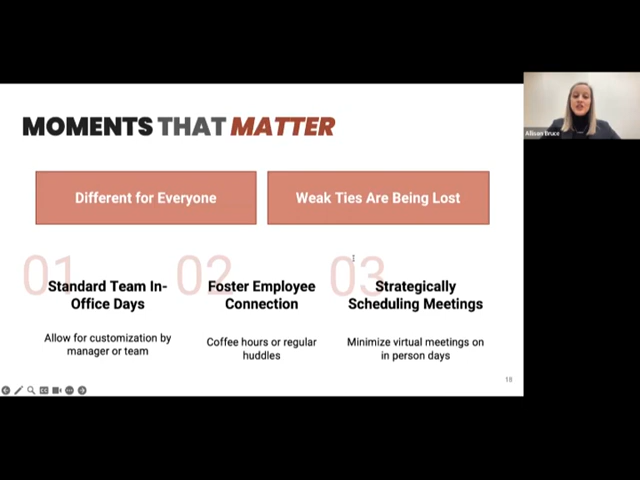 MOMENTS THAT MATTER
Different for Everyone
Weak Ties Are Being Lost
01
Standard Team In-
Office Days
Allow for customization by
manager or team
02
Foster Employee
Connection
Coffee hours or regular
huddles
03
Strategically
Scheduling Meetings
Minimize virtual meetings on
in person days
15
Allison Bruce